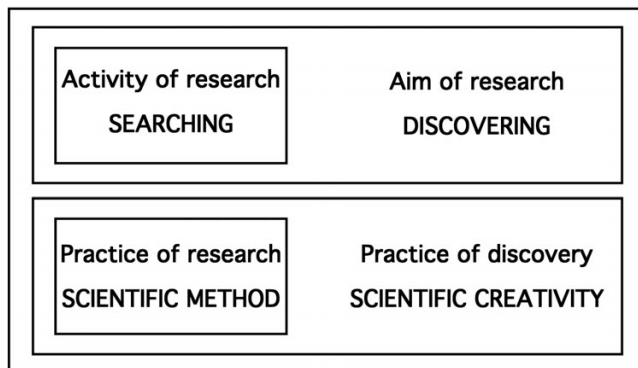 Activity of research
SEARCHING
Aim of research
DISCOVERING
Practice of research
SCIENTIFIC METHOD
Practice of discovery
SCIENTIFIC CREATIVITY